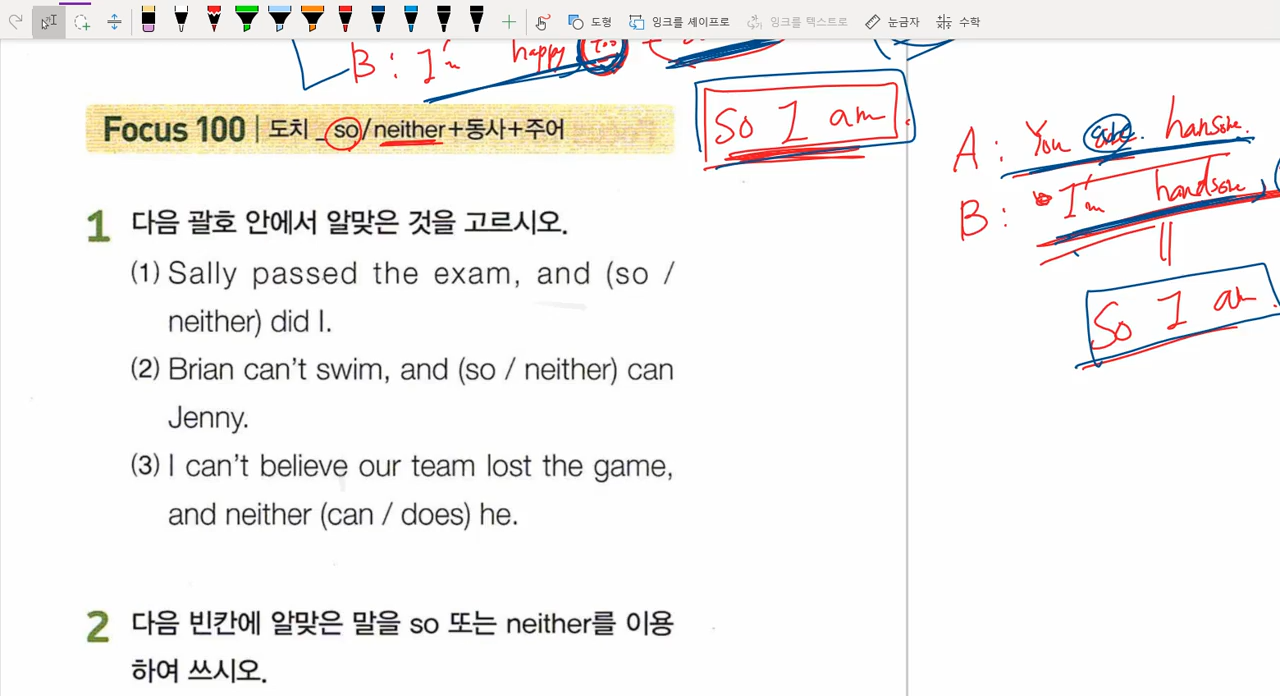 도형
잉크를 셰이프로
잉크를 텍스트로
눈금자
수학
B : I'm happy too
Focus 100 | 도치 _ so/neither+동사+주어
So I am.
A : You are hansome.
B : I'm handsome,
So I am.
1 다음 괄호 안에서 알맞은 것을 고르시오.
(1) Sally passed the exam, and (so /
neither) did I.
(2) Brian can't swim, and (so / neither) can
Jenny.
(3) I can't believe our team lost the game,
and neither (can / does) he.
2 다음 빈칸에 알맞은 말을 so 또는 neither를 이용
하여 쓰시오.